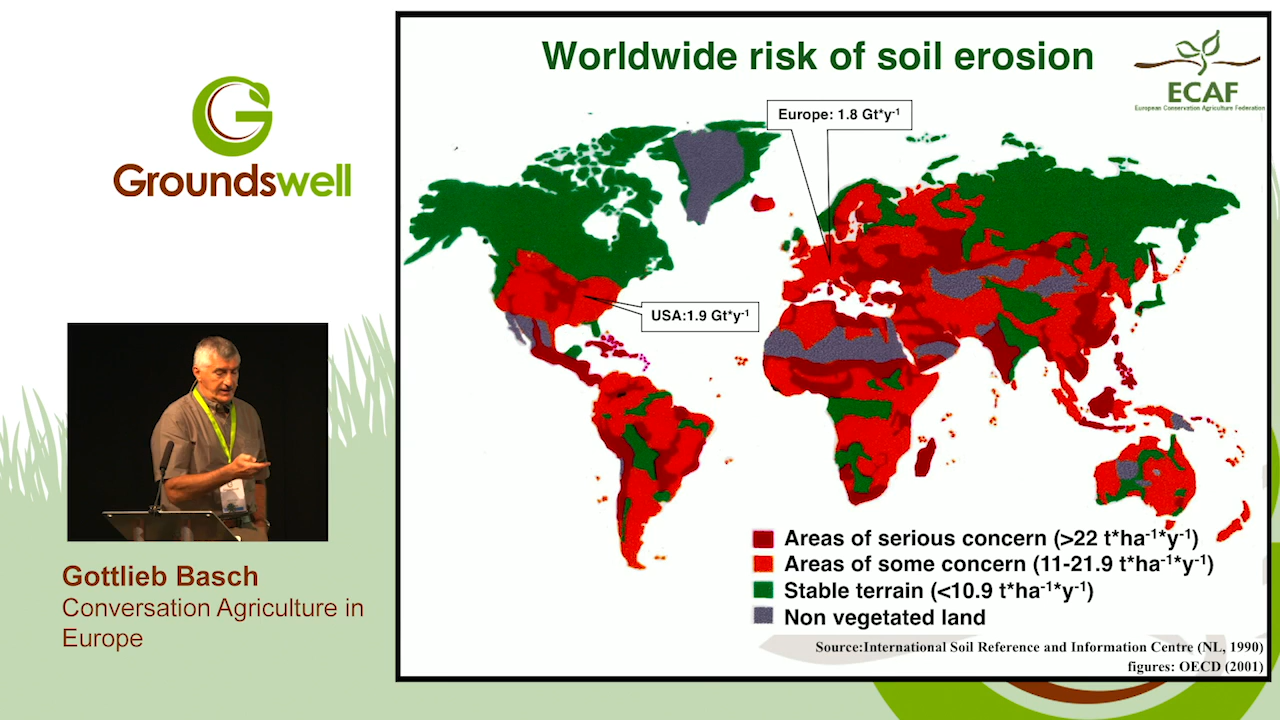 Groundswell
Gottlieb Basch
Conversation Agriculture in
Europe
Worldwide risk of soil erosion
ECAF
European Conservation Agriculture Federation
Europe: 1.8 Gt*y⁻¹
USA:1.9 Gt*y⁻¹
Areas of serious concern (>22 t*ha⁻¹*y⁻¹)
Areas of some concern (11-21.9 t*ha⁻¹*y⁻¹)
Stable terrain (<10.9 t*ha⁻¹*y⁻¹)
Non vegetated land
Source:International Soil Reference and Information Centre (NL, 1990)
figures: OECD (2001)